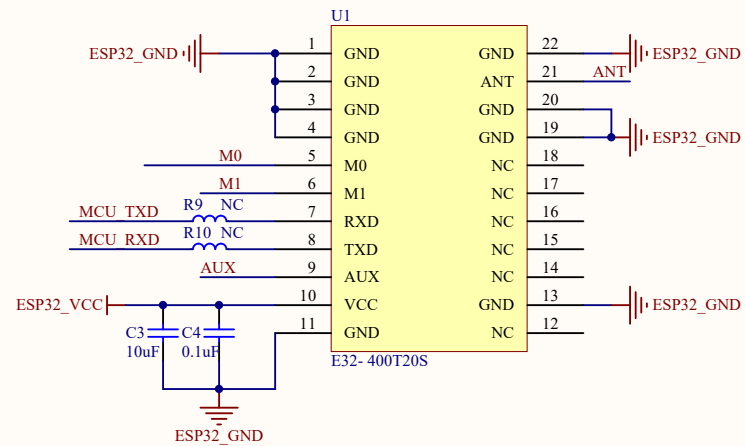 U1
ESP32_GND 1 GND GND 22 ESP32_GND
2 GND ANT 21 ANT
3 GND GND 20
4 GND GND 19 ESP32_GND
M0 5 M0 NC 18
M1 6 M1 NC 17
MCU_TXD R9 NC 7 RXD NC 16
MCU_RXD R10 NC 8 TXD NC 15
AUX 9 AUX NC 14
ESP32_VCC 10 VCC GND 13 ESP32_GND
11 GND NC 12
C3 C4
10uF 0.1uF
E32- 400T20S
ESP32_GND